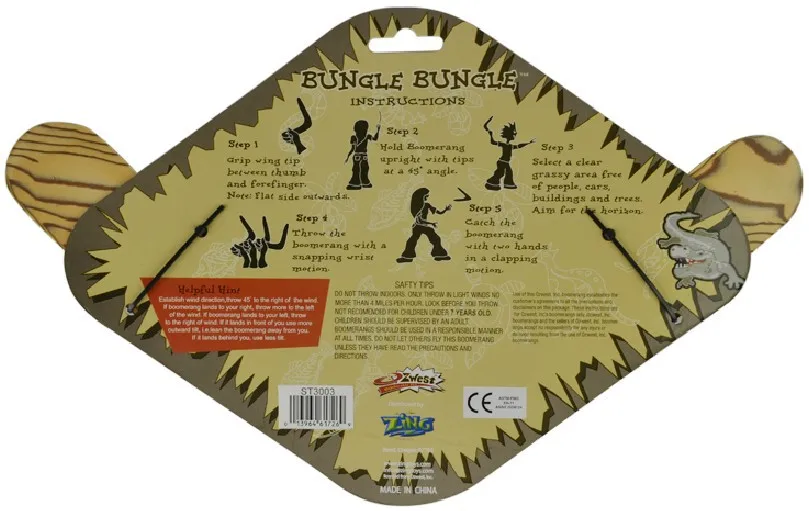 BUNGLE BUNGLE™
INSTRUCTIONS
Step 1
Grip wing tip
between thumb
and forefinger.
Note: flat side outwards.
Step 2
Hold Boomerang
upright with tips
at a 45° angle.
Step 3
Select a clear
grassy area free
of people, cars,
buildings and trees.
Aim for the horizon.
Step 4
Throw the
boomerang with a
snapping wrist
motion.
Step 5
Catch the
boomerang
with two hands
in a clapping
motion.
Helpful Hint
Establish wind direction, throw 45° to the right of the wind.
If boomerang lands to your right, throw more to the left
of the wind. If boomerang lands to your left, throw
to the right of wind. If it lands in front of you use more
outward tilt, i.e. lean the boomerang away from you.
If it lands behind you, use less tilt.
SAFTY TIPS
DO NOT THROW INDOORS, ONLY THROW IN LIGHT WINDS NO
MORE THAN 4 MILES PER HOUR. LOOK BEFORE YOU THROW.
NOT RECOMENDED FOR CHILDREN UNDER 7 YEARS OLD.
CHILDREN SHOULD BE SUPERVISED BY AN ADULT.
BOOMERANGS SHOULD BE USED IN A RESPONSIBLE MANNER
AT ALL TIMES. DO NOT LET OTHERS FLY THIS BOOMERANG
UNLESS THEY HAVE READ THE PRECAUTIONS AND
DIRECTIONS.
ST3003
Zwest
ZING
CE
MADE IN CHINA